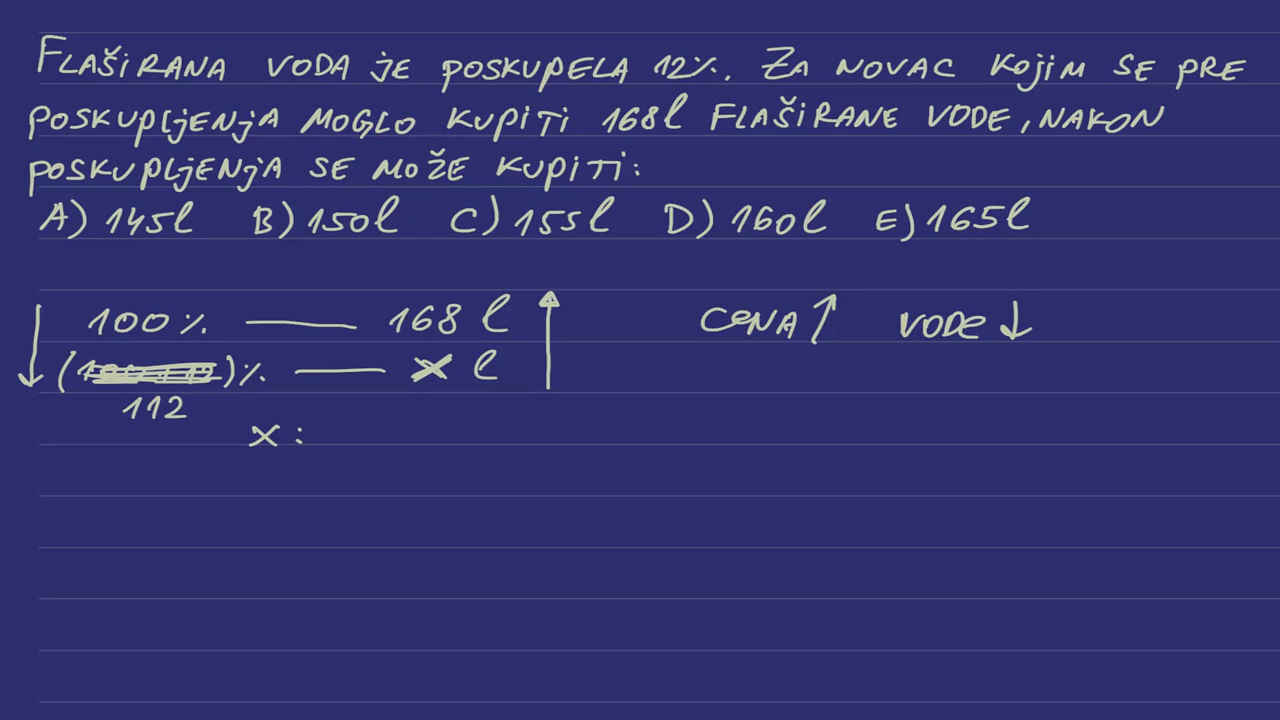 FLAŠIRANA VODA JE POSKUPELA 12%. ZA NOVAC KOJIM SE PRE
POSKUPLJENJA MOGLO KUPITI 168l FLAŠIRANE VODE, NAKON
POSKUPLJENJA SE MOŽE KUPITI:
A) 145l B) 150l C) 155l D) 160l E) 165l
↓ 100% — 168 l ↑ CENA ↑ VODE ↓
( )% — x l
112
X :